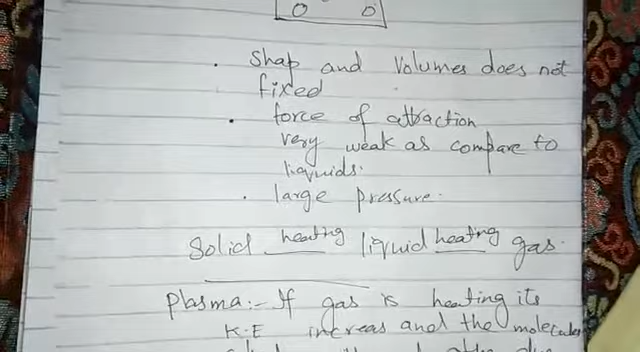 • Shap and Volumes does not
fixed
• force of attraction
very weak as compare to
liquids.
• large pressure.
Solid heating liquid heating gas.
Plasma:- If gas is heating its
K.E increas and the molecules